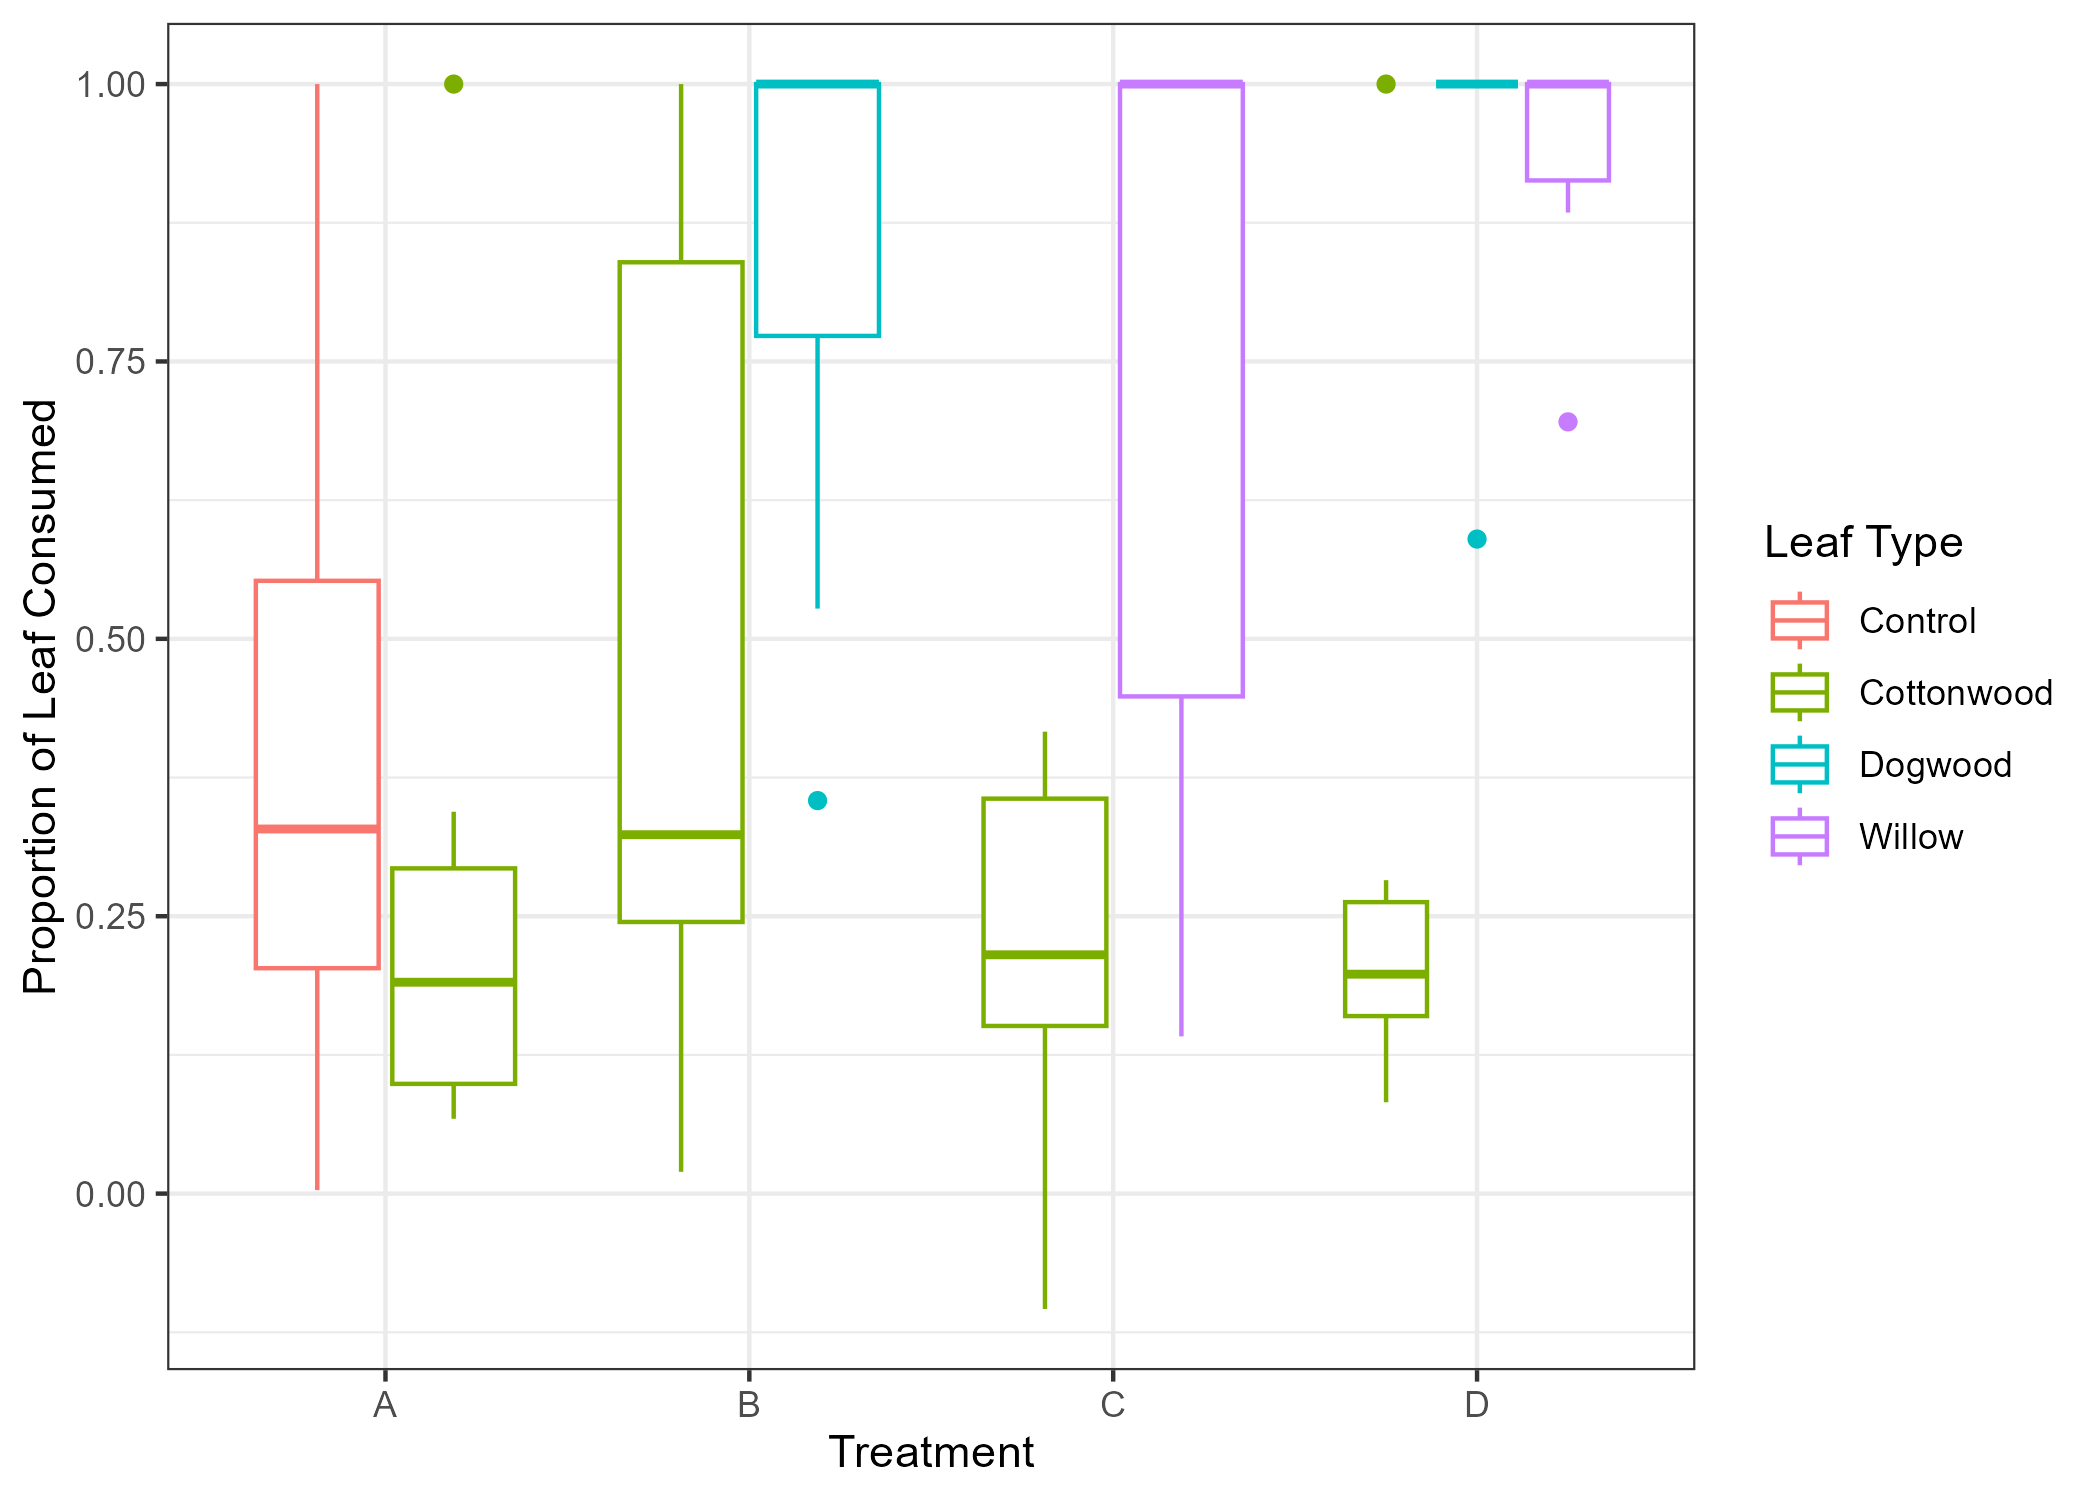 Proportion of Leaf Consumed
1.00
0.75
0.50
0.25
0.00
A B C D
Treatment
Leaf Type
Control
Cottonwood
Dogwood
Willow